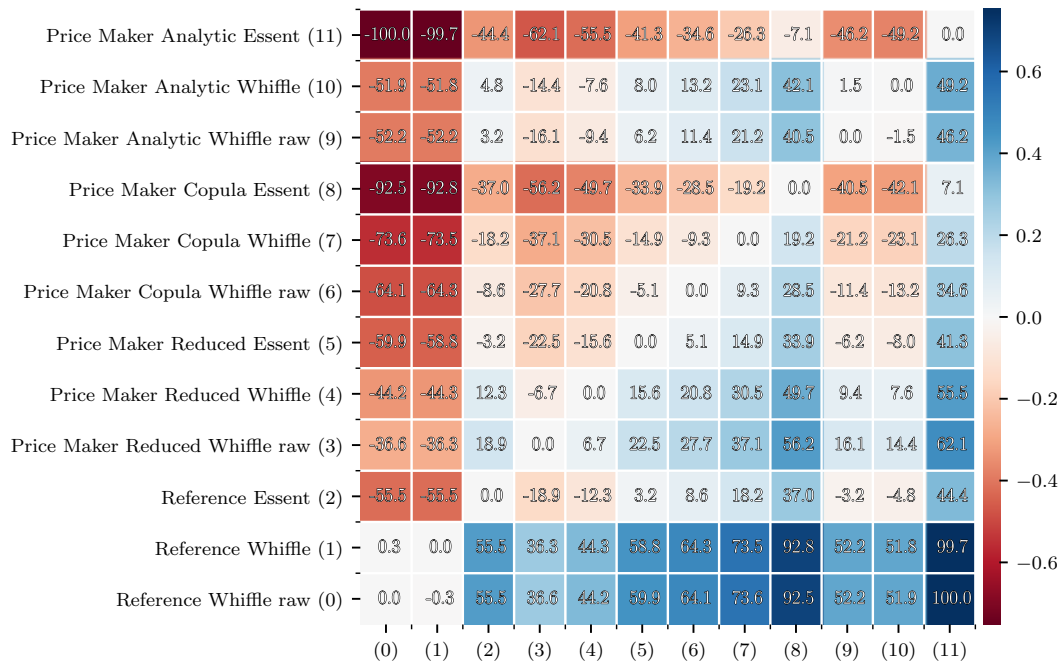 Price Maker Analytic Essent (11) -100.0 -99.7 -44.4 -62.1 -55.5 -41.3 -34.6 -26.3 -7.1 -46.2 -49.2 0.0
Price Maker Analytic Whiffle (10) -51.9 -51.8 4.8 -14.4 -7.6 8.0 13.2 23.1 42.1 1.5 0.0 49.2
Price Maker Analytic Whiffle raw (9) -52.2 -52.2 3.2 -16.1 -9.4 6.2 11.4 21.2 40.5 0.0 -1.5 46.2
Price Maker Copula Essent (8) -92.5 -92.8 -37.0 -56.2 -49.7 -33.9 -28.5 -19.2 0.0 -40.5 -42.1 7.1
Price Maker Copula Whiffle (7) -73.6 -73.5 -18.2 -37.1 -30.5 -14.9 -9.3 0.0 19.2 -21.2 -23.1 26.3
Price Maker Copula Whiffle raw (6) -64.1 -64.3 -8.6 -27.7 -20.8 -5.1 0.0 9.3 28.5 -11.4 -13.2 34.6
Price Maker Reduced Essent (5) -59.9 -58.8 -3.2 -22.5 -15.6 0.0 5.1 14.9 33.9 -6.2 -8.0 41.3
Price Maker Reduced Whiffle (4) -44.2 -44.3 12.3 -6.7 0.0 15.6 20.8 30.5 49.7 9.4 7.6 55.5
Price Maker Reduced Whiffle raw (3) -36.6 -36.3 18.9 0.0 6.7 22.5 27.7 37.1 56.2 16.1 14.4 62.1
Reference Essent (2) -55.5 -55.5 0.0 -18.9 -12.3 3.2 8.6 18.2 37.0 -3.2 -4.8 44.4
Reference Whiffle (1) 0.3 0.0 55.5 36.3 44.3 58.8 64.3 73.5 92.8 52.2 51.8 99.7
Reference Whiffle raw (0) 0.0 -0.3 55.5 36.6 44.2 59.9 64.1 73.6 92.5 52.2 51.9 100.0
(0) (1) (2) (3) (4) (5) (6) (7) (8) (9) (10) (11)
0.6
0.4
0.2
0.0
−0.2
−0.4
−0.6